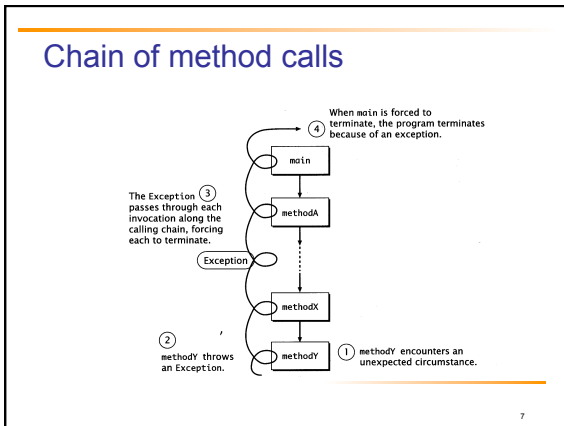 Chain of method calls
When main is forced to
terminate, the program terminates
because of an exception.
4
main
The Exception 3
passes through each
invocation along the
calling chain, forcing
each to terminate.
methodA
Exception
methodX
2
methodY throws
an Exception.
methodY
1 methodY encounters an
unexpected circumstance.
7